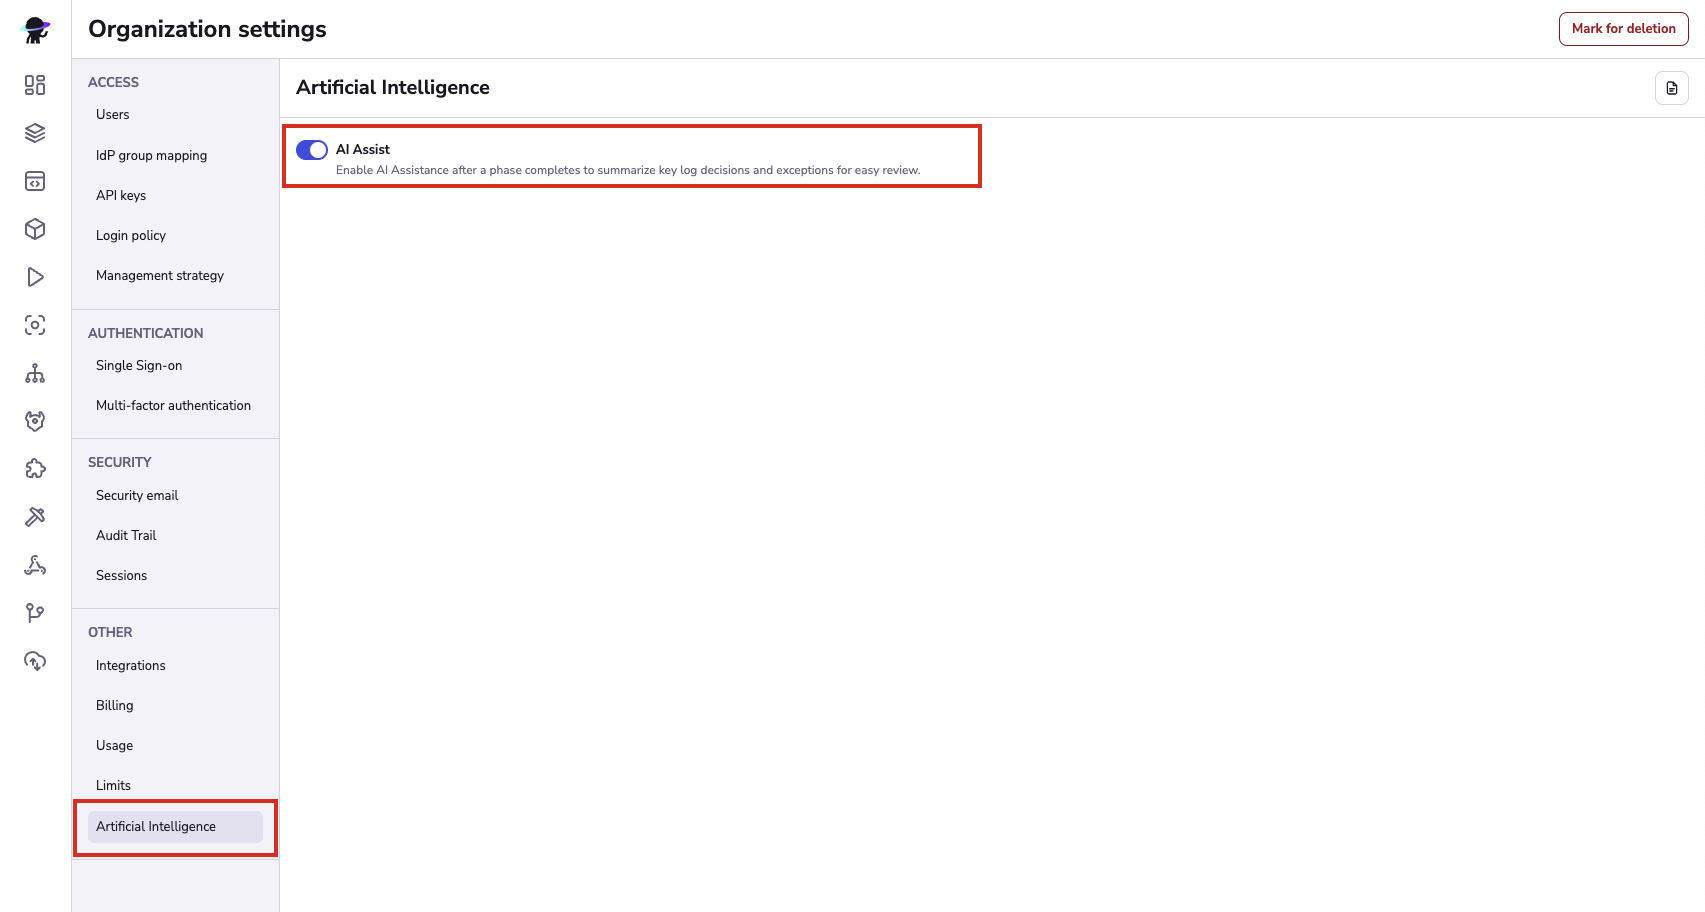 Organization settings
Mark for deletion
ACCESS
Users
IdP group mapping
API keys
Login policy
Management strategy
AUTHENTICATION
Single Sign-on
Multi-factor authentication
SECURITY
Security email
Audit Trail
Sessions
OTHER
Integrations
Billing
Usage
Limits
Artificial Intelligence
Artificial Intelligence
AI Assist
Enable AI Assistance after a phase completes to summarize key log decisions and exceptions for easy review.